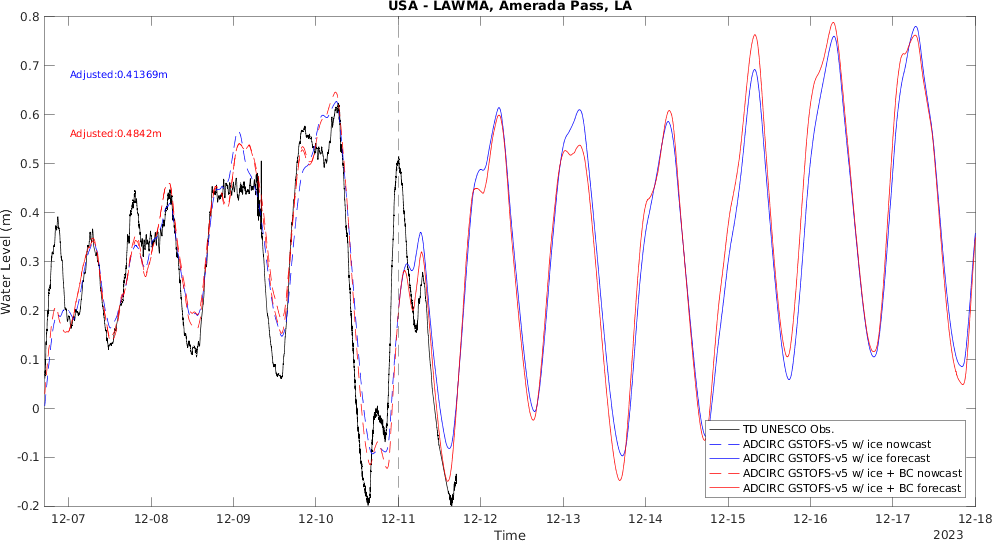 USA - LAWMA, Amerada Pass, LA
0.8
0.7
0.6
0.5
0.4
0.3
0.2
0.1
0
-0.1
-0.2
Water Level (m)
Adjusted:0.41369m
Adjusted:0.4842m
TD UNESCO Obs.
ADCIRC GSTOFS-v5 w/ ice nowcast
ADCIRC GSTOFS-v5 w/ ice forecast
ADCIRC GSTOFS-v5 w/ ice + BC nowcast
ADCIRC GSTOFS-v5 w/ ice + BC forecast
12-07 12-08 12-09 12-10 12-11 12-12 12-13 12-14 12-15 12-16 12-17 12-18
Time
2023